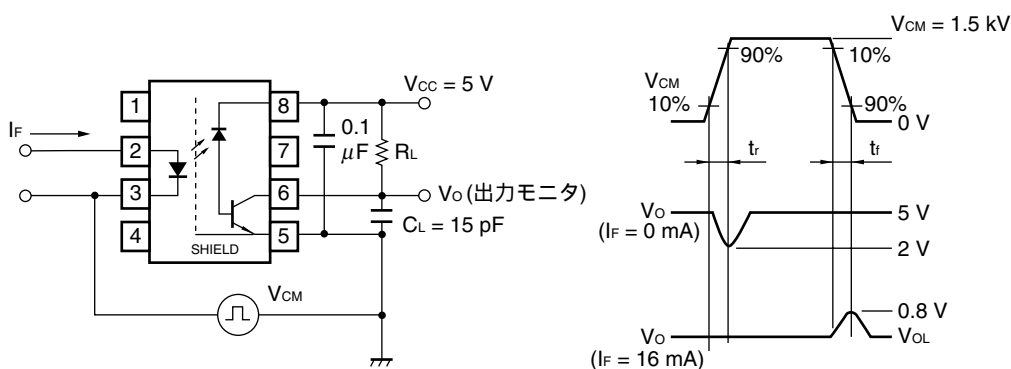 1
2
3
4
8
7
6
5
IF
SHIELD
VCC = 5 V
0.1
μF
RL
VO (出力モニタ)
CL = 15 pF
VCM
VCM = 1.5 kV
90%
10%
VCM
10%
90%
0 V
tr
tf
VO
(IF = 0 mA)
5 V
2 V
0.8 V
VO
VOL
(IF = 16 mA)